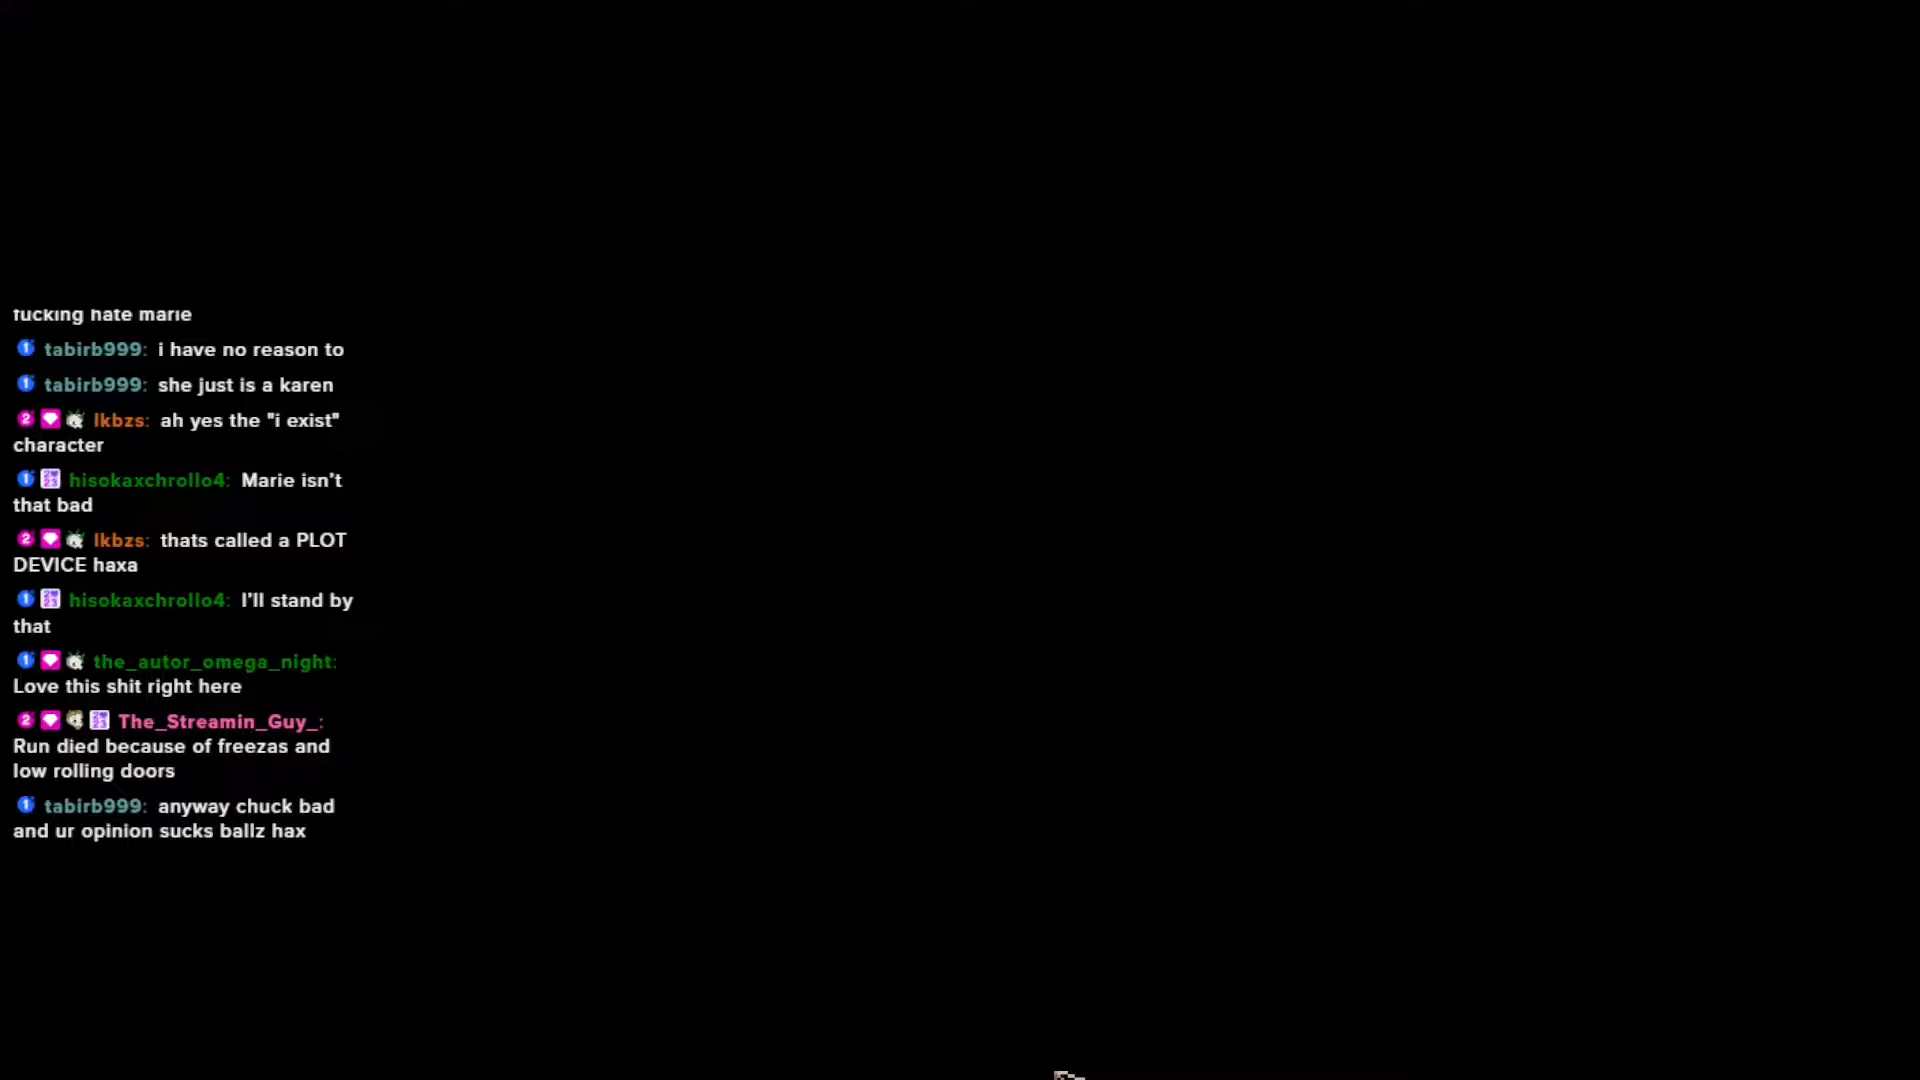 fucking hate marie
tabirb999: i have no reason to
tabirb999: she just is a karen
lkbzs: ah yes the "i exist"
character
hisokaxchrollo4: Marie isn't
that bad
lkbzs: thats called a PLOT
DEVICE haxa
hisokaxchrollo4: I'll stand by
that
the_autor_omega_night:
Love this shit right here
The_Streamin_Guy_:
Run died because of freezas and
low rolling doors
tabirb999: anyway chuck bad
and ur opinion sucks ballz hax